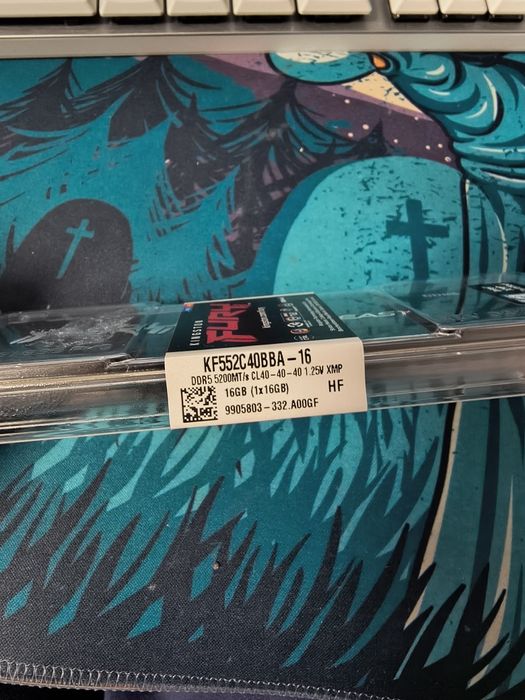 KINGSTON
FURY
KF552C40BBA-16
DDR5 5200MT/s CL40-40-40 1.25V XMP
16GB (1x16GB)
HF
9905803-332.A00GF